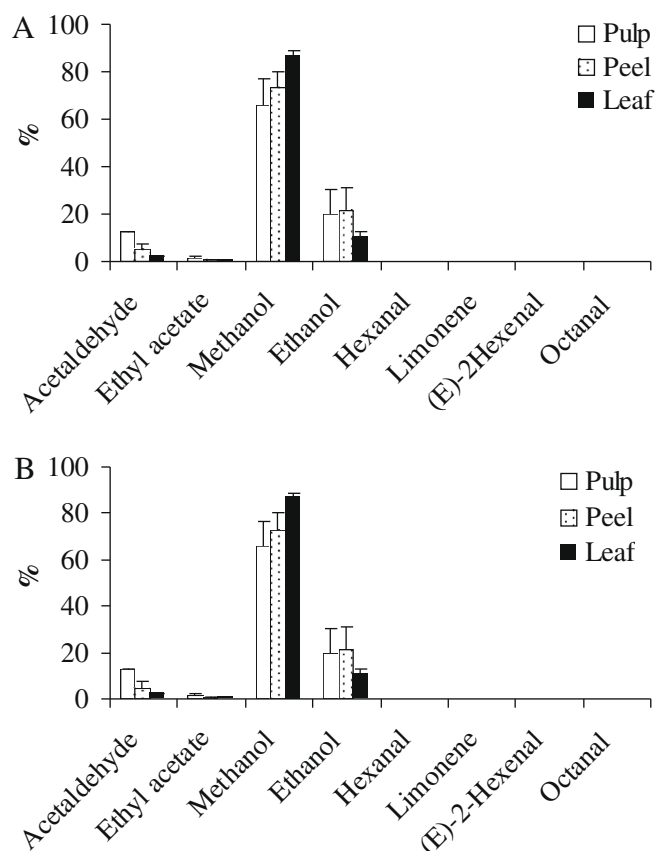 A
100
80
60
40
20
0
%
Pulp
Peel
Leaf
Acetaldehyde
Ethyl acetate
Methanol
Ethanol
Hexanal
Limonene
(E)-2Hexenal
Octanal
B
100
80
60
40
20
0
%
Pulp
Peel
Leaf
Acetaldehyde
Ethyl acetate
Methanol
Ethanol
Hexanal
Limonene
(E)-2-Hexenal
Octanal